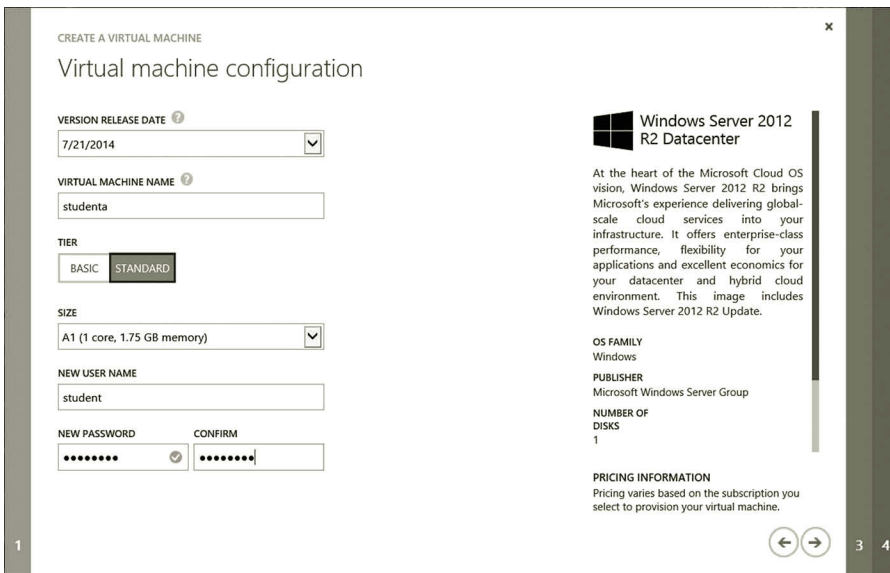 CREATE A VIRTUAL MACHINE
Virtual machine configuration
VERSION RELEASE DATE ?
7/21/2014
VIRTUAL MACHINE NAME ?
studenta
TIER
BASIC STANDARD
SIZE
A1 (1 core, 1.75 GB memory)
NEW USER NAME
student
NEW PASSWORD CONFIRM
•••••••• ••••••••
Windows Server 2012
R2 Datacenter
At the heart of the Microsoft Cloud OS
vision, Windows Server 2012 R2 brings
Microsoft's experience delivering global-
scale cloud services into your
infrastructure. It offers enterprise-class
performance, flexibility for your
applications and excellent economics for
your datacenter and hybrid cloud
environment. This image includes
Windows Server 2012 R2 Update.
OS FAMILY
Windows
PUBLISHER
Microsoft Windows Server Group
NUMBER OF
DISKS
1
PRICING INFORMATION
Pricing varies based on the subscription you
select to provision your virtual machine.
1 3 4